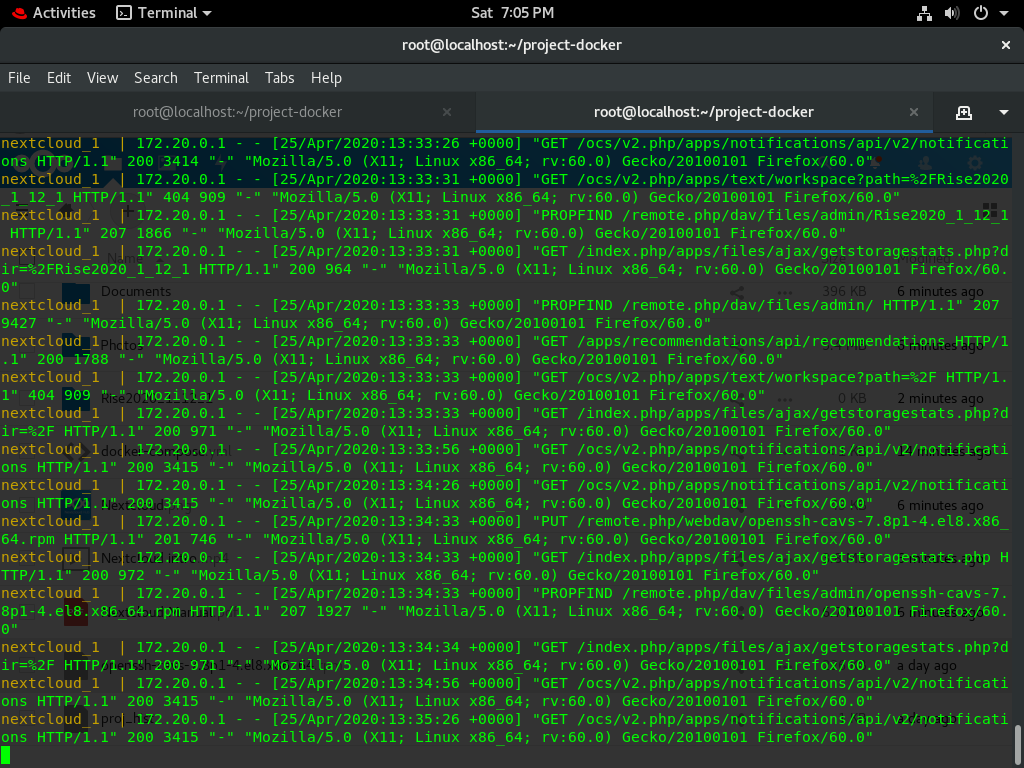 Activities
Terminal
Sat 7:05 PM
root@localhost:~/project-docker
File Edit View Search Terminal Tabs Help
root@localhost:~/project-docker
root@localhost:~/project-docker
nextcloud_1  | 172.20.0.1 - - [25/Apr/2020:13:33:26 +0000] "GET /ocs/v2.php/apps/notifications/api/v2/notificati
ons HTTP/1.1" 200 3414 "-" "Mozilla/5.0 (X11; Linux x86_64; rv:60.0) Gecko/20100101 Firefox/60.0"
nextcloud_1  | 172.20.0.1 - - [25/Apr/2020:13:33:31 +0000] "GET /ocs/v2.php/apps/text/workspace?path=%2FRise2020
_1_12_1 HTTP/1.1" 404 909 "-" "Mozilla/5.0 (X11; Linux x86_64; rv:60.0) Gecko/20100101 Firefox/60.0"
nextcloud_1  | 172.20.0.1 - - [25/Apr/2020:13:33:31 +0000] "PROPFIND /remote.php/dav/files/admin/Rise2020_1_12_1
HTTP/1.1" 207 1866 "-" "Mozilla/5.0 (X11; Linux x86_64; rv:60.0) Gecko/20100101 Firefox/60.0"
nextcloud_1  | 172.20.0.1 - - [25/Apr/2020:13:33:31 +0000] "GET /index.php/apps/files/ajax/getstoragestats.php?d
ir=%2FRise2020_1_12_1 HTTP/1.1" 200 964 "-" "Mozilla/5.0 (X11; Linux x86_64; rv:60.0) Gecko/20100101 Firefox/60.
0"
Documents 396 KB 6 minutes ago
nextcloud_1  | 172.20.0.1 - - [25/Apr/2020:13:33:33 +0000] "PROPFIND /remote.php/dav/files/admin/ HTTP/1.1" 207
9427 "-" "Mozilla/5.0 (X11; Linux x86_64; rv:60.0) Gecko/20100101 Firefox/60.0"
nextcloud_1  | 172.20.0.1 - - [25/Apr/2020:13:33:33 +0000] "GET /apps/recommendations/api/recommendations HTTP/1
.1" 200 1788 "-" "Mozilla/5.0 (X11; Linux x86_64; rv:60.0) Gecko/20100101 Firefox/60.0"
nextcloud_1  | 172.20.0.1 - - [25/Apr/2020:13:33:33 +0000] "GET /ocs/v2.php/apps/text/workspace?path=%2F HTTP/1.
1" 404 909 "-" "Mozilla/5.0 (X11; Linux x86_64; rv:60.0) Gecko/20100101 Firefox/60.0"
0 KB 2 minutes ago
nextcloud_1  | 172.20.0.1 - - [25/Apr/2020:13:33:33 +0000] "GET /index.php/apps/files/ajax/getstoragestats.php?d
ir=%2F HTTP/1.1" 200 971 "-" "Mozilla/5.0 (X11; Linux x86_64; rv:60.0) Gecko/20100101 Firefox/60.0"
nextcloud_1  | 172.20.0.1 - - [25/Apr/2020:13:33:56 +0000] "GET /ocs/v2.php/apps/notifications/api/v2/notificati
ons HTTP/1.1" 200 3415 "-" "Mozilla/5.0 (X11; Linux x86_64; rv:60.0) Gecko/20100101 Firefox/60.0"
nextcloud_1  | 172.20.0.1 - - [25/Apr/2020:13:34:26 +0000] "GET /ocs/v2.php/apps/notifications/api/v2/notificati
ons HTTP/1.1" 200 3415 "-" "Mozilla/5.0 (X11; Linux x86_64; rv:60.0) Gecko/20100101 Firefox/60.0"
6 minutes ago
nextcloud_1  | 172.20.0.1 - - [25/Apr/2020:13:34:33 +0000] "PUT /remote.php/webdav/openssh-cavs-7.8p1-4.el8.x86_
64.rpm HTTP/1.1" 201 746 "-" "Mozilla/5.0 (X11; Linux x86_64; rv:60.0) Gecko/20100101 Firefox/60.0"
nextcloud_1  | 172.20.0.1 - - [25/Apr/2020:13:34:33 +0000] "GET /index.php/apps/files/ajax/getstoragestats.php H
TTP/1.1" 200 972 "-" "Mozilla/5.0 (X11; Linux x86_64; rv:60.0) Gecko/20100101 Firefox/60.0"
nextcloud_1  | 172.20.0.1 - - [25/Apr/2020:13:34:33 +0000] "PROPFIND /remote.php/dav/files/admin/openssh-cavs-7.
8p1-4.el8.x86_64.rpm HTTP/1.1" 207 1927 "-" "Mozilla/5.0 (X11; Linux x86_64; rv:60.0) Gecko/20100101 Firefox/60.
0"
nextcloud_1  | 172.20.0.1 - - [25/Apr/2020:13:34:34 +0000] "GET /index.php/apps/files/ajax/getstoragestats.php?d
ir=%2F HTTP/1.1" 200 971 "-" "Mozilla/5.0 (X11; Linux x86_64; rv:60.0) Gecko/20100101 Firefox/60.0"
a day ago
nextcloud_1  | 172.20.0.1 - - [25/Apr/2020:13:34:56 +0000] "GET /ocs/v2.php/apps/notifications/api/v2/notificati
ons HTTP/1.1" 200 3415 "-" "Mozilla/5.0 (X11; Linux x86_64; rv:60.0) Gecko/20100101 Firefox/60.0"
nextcloud_1  | 172.20.0.1 - - [25/Apr/2020:13:35:26 +0000] "GET /ocs/v2.php/apps/notifications/api/v2/notificati
ons HTTP/1.1" 200 3415 "-" "Mozilla/5.0 (X11; Linux x86_64; rv:60.0) Gecko/20100101 Firefox/60.0"